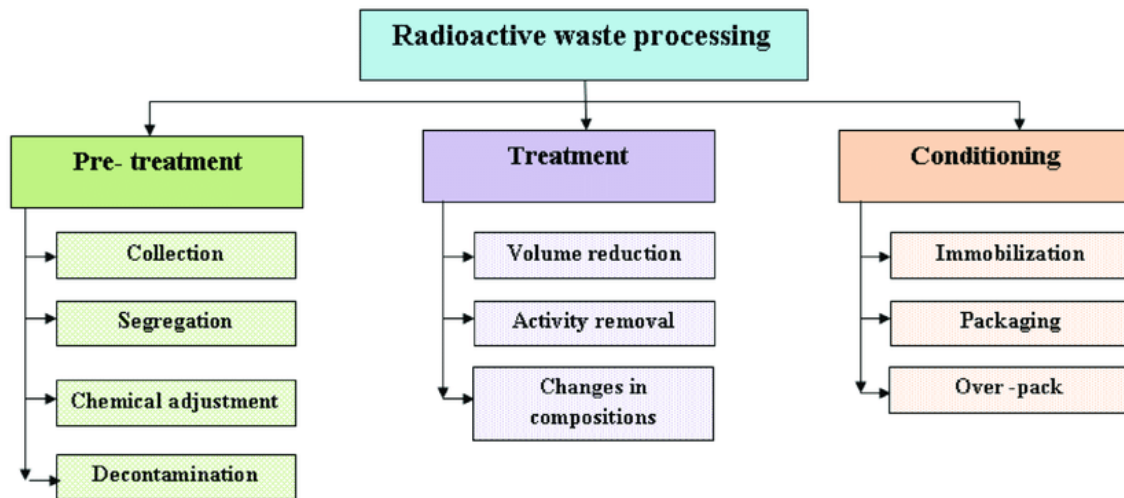 Radioactive waste processing
Pre- treatment
Collection
Segregation
Chemical adjustment
Decontamination
Treatment
Volume reduction
Activity removal
Changes in
compositions
Conditioning
Immobilization
Packaging
Over -pack